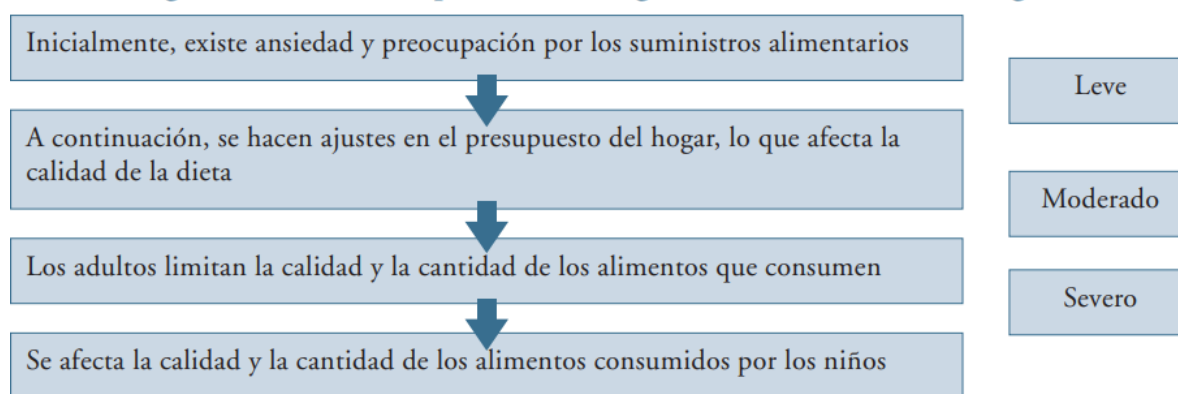 Inicialmente, existe ansiedad y preocupación por los suministros alimentarios
Leve
A continuación, se hacen ajustes en el presupuesto del hogar, lo que afecta la
calidad de la dieta
Moderado
Los adultos limitan la calidad y la cantidad de los alimentos que consumen
Severo
Se afecta la calidad y la cantidad de los alimentos consumidos por los niños